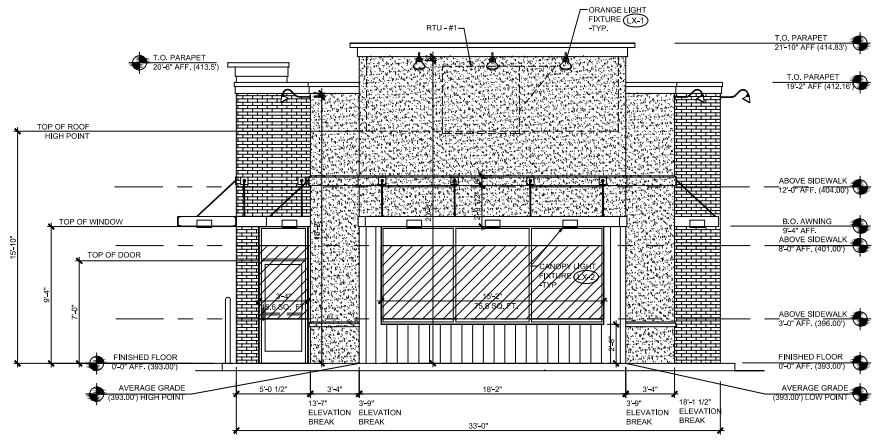 ORANGE LIGHT
FIXTURE LX-1
-TYP.
RTU - #1
T.O. PARAPET
21'-10" AFF (414.83')
T.O. PARAPET
20'-6" AFF. (413.5')
T.O. PARAPET
19'-2" AFF (412.16')
TOP OF ROOF
HIGH POINT
ABOVE SIDEWALK
12'-0" AFF. (404.00')
TOP OF WINDOW
B.O. AWNING
9'-4" AFF.
ABOVE SIDEWALK
8'-0" AFF. (401.00')
TOP OF DOOR
CANOPY LIGHT
FIXTURE LX-2
-TYP
15'-10"
9'-4"
7'-0"
3'-4"
75.8 SQ. FT.
ABOVE SIDEWALK
3'-0" AFF. (396.00')
2'-8"
FINISHED FLOOR
0'-0" AFF. (393.00')
FINISHED FLOOR
0'-0" AFF. (393.00')
AVERAGE GRADE
(393.00') HIGH POINT
5'-0 1/2"
3'-4"
18'-2"
3'-4"
AVERAGE GRADE
(393.00') LOW POINT
13'-7"
ELEVATION
BREAK
3'-9"
ELEVATION
BREAK
3'-9"
ELEVATION
BREAK
18'-1 1/2"
ELEVATION
BREAK
33'-0"